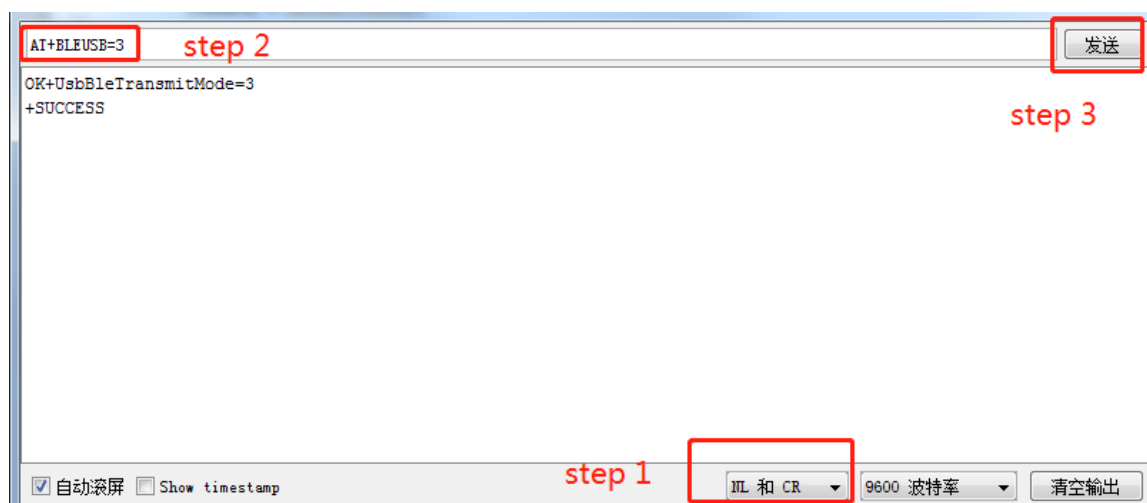 AT+BLEUSB=3
step 2
发送
OK+UsbBleTransmitMode=3
+SUCCESS
step 3
step 1
自动滚屏
Show timestamp
NL 和 CR
9600 波特率
清空输出